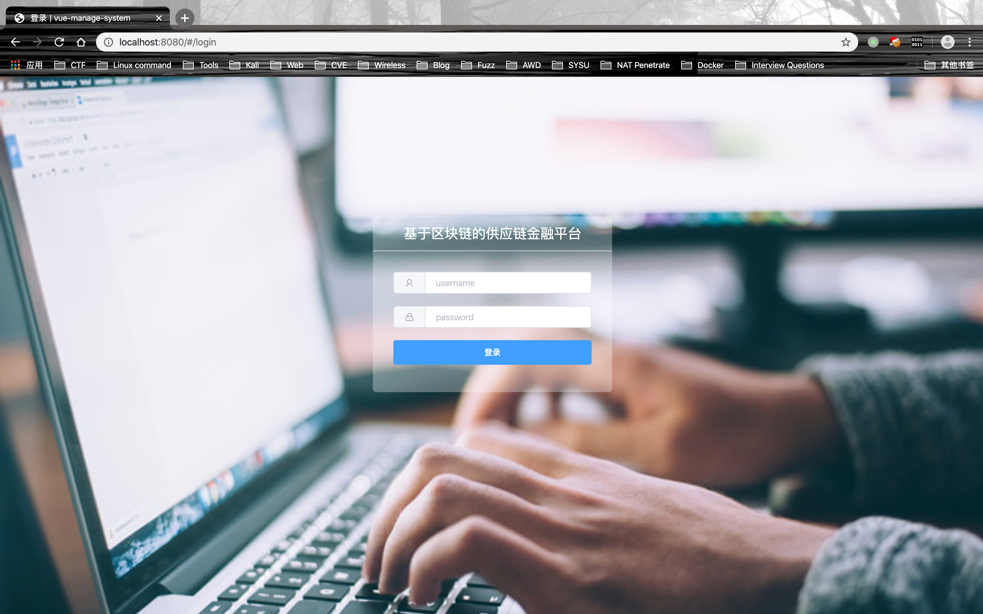 登录 | vue-manage-system
localhost:8080/#/login
应用 CTF Linux command Tools Kali Web CVE Wireless Blog Fuzz AWD SYSU NAT Penetrate Docker Interview Questions 其他书签
基于区块链的供应链金融平台
username
password
登录